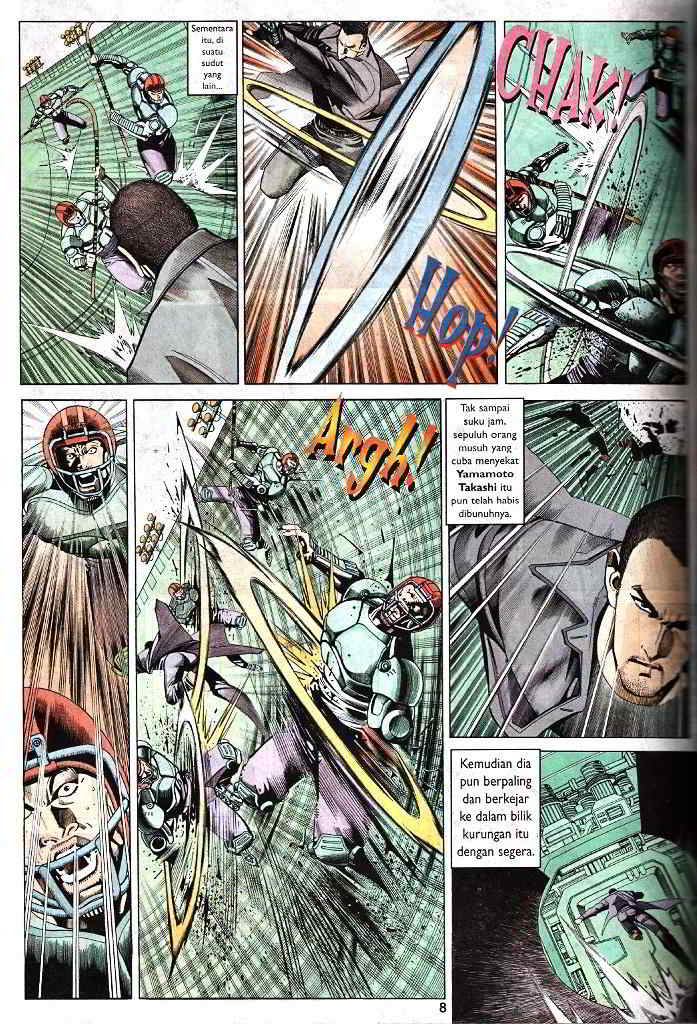 Sementara
itu, di
suatu
sudut
yang
lain...
Hop!
CHAK!
Argh!
Tak sampai
suku jam,
sepuluh orang
musuh yang
cuba menyekat
Yamamoto
Takashi itu
pun telah habis
dibunuhnya.
Kemudian dia
pun berpaling
dan berkejar
ke dalam bilik
kurungan itu
dengan segera.
8